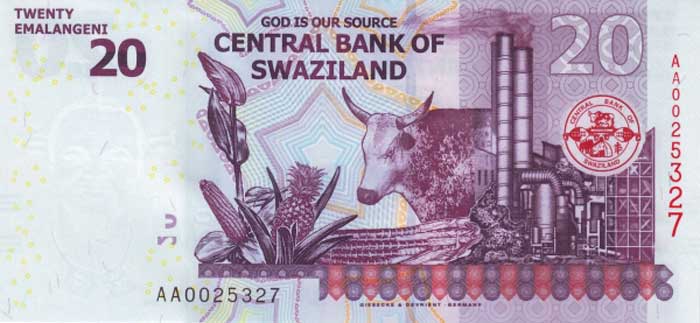 TWENTY
EMALANGENI
20
GOD IS OUR SOURCE
CENTRAL BANK OF
SWAZILAND
20
AA0025327
CENTRAL BANK OF
SWAZILAND
AA0025327
GIESECKE & DEVRIENT · GERMANY